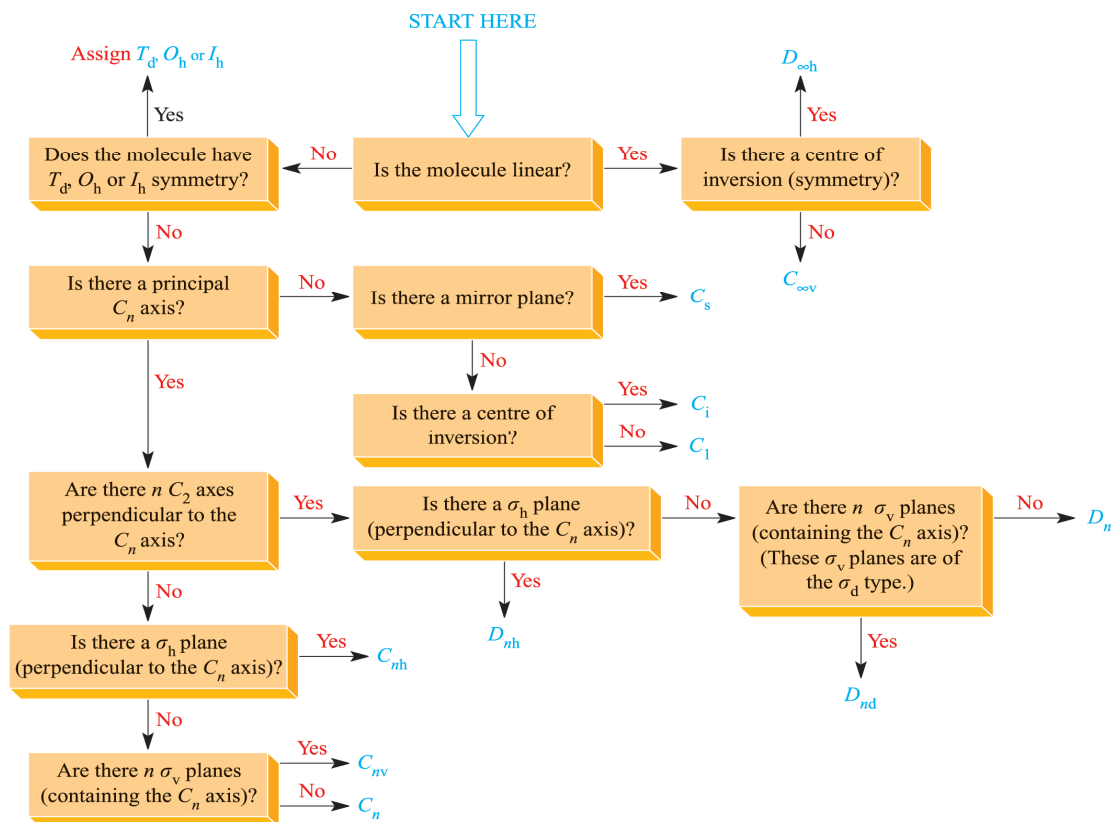 START HERE
Assign Td, Oh or Ih
D∞h
Yes
Yes
Does the molecule have
Td, Oh or Ih symmetry?
No
Is the molecule linear?
Yes
Is there a centre of
inversion (symmetry)?
No
No
C∞v
Is there a principal
Cn axis?
No
Is there a mirror plane?
Yes
Cs
No
Yes
Is there a centre of
inversion?
Yes
Ci
No
C1
Are there n C2 axes
perpendicular to the
Cn axis?
Yes
Is there a σh plane
(perpendicular to the Cn axis)?
No
Are there n σv planes
(containing the Cn axis)?
(These σv planes are of
the σd type.)
No
Dn
No
Yes
Dnh
Yes
Dnd
Is there a σh plane
(perpendicular to the Cn axis)?
Yes
Cnh
No
Are there n σv planes
(containing the Cn axis)?
Yes
Cnv
No
Cn